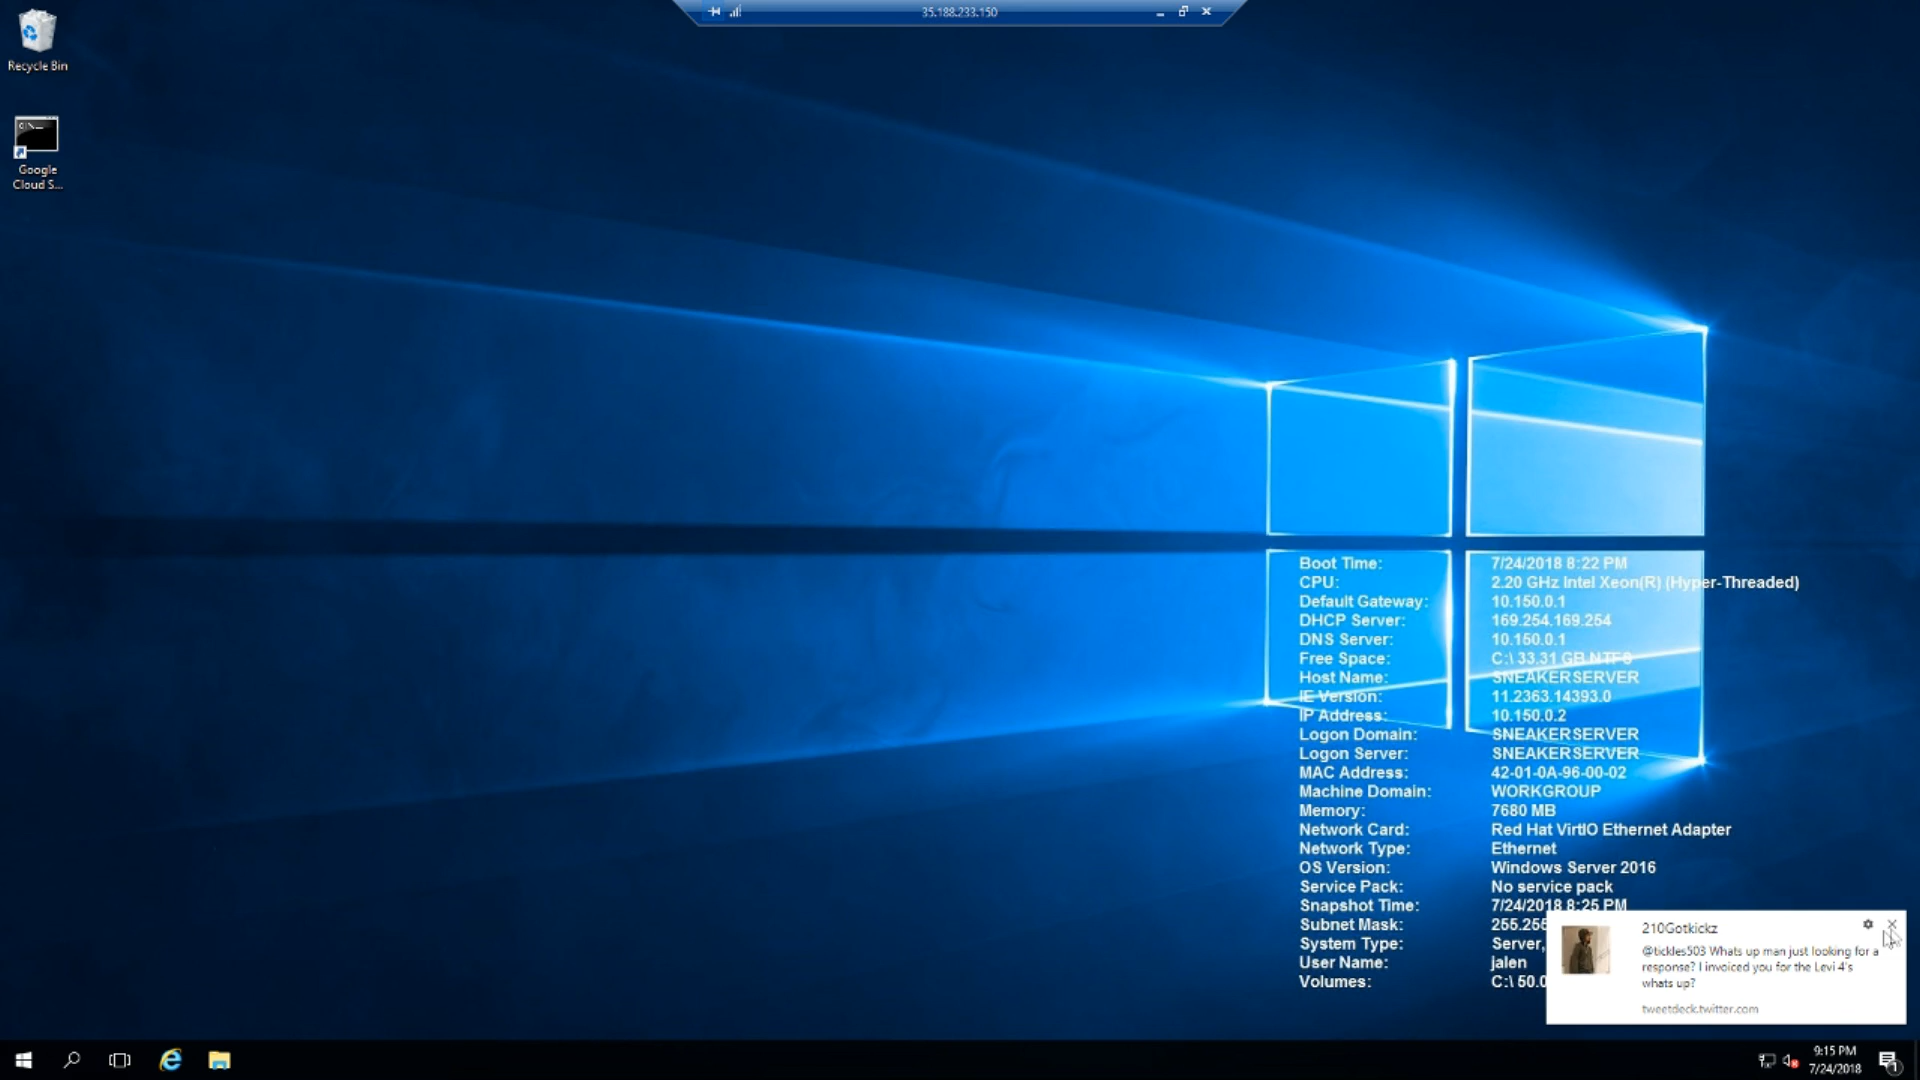 35.188.233.150
Recycle Bin
Google
Cloud S...
Boot Time: 7/24/2018 8:22 PM
CPU: 2.20 GHz Intel Xeon(R) (Hyper-Threaded)
Default Gateway: 10.150.0.1
DHCP Server: 169.254.169.254
DNS Server: 10.150.0.1
Free Space: C:\ 33.31 GB NTFS
Host Name: SNEAKERSERVER
IE Version: 11.2363.14393.0
IP Address: 10.150.0.2
Logon Domain: SNEAKERSERVER
Logon Server: SNEAKERSERVER
MAC Address: 42-01-0A-96-00-02
Machine Domain: WORKGROUP
Memory: 7680 MB
Network Card: Red Hat VirtIO Ethernet Adapter
Network Type: Ethernet
OS Version: Windows Server 2016
Service Pack: No service pack
Snapshot Time: 7/24/2018 8:25 PM
Subnet Mask: 255.255
System Type: Server,
User Name: jalen
Volumes: C:\ 50.0
210Gotkickz
@tickles503 Whats up man just looking for a
response? I invoiced you for the Levi 4's
whats up?
tweetdeck.twitter.com
9:15 PM
7/24/2018
1